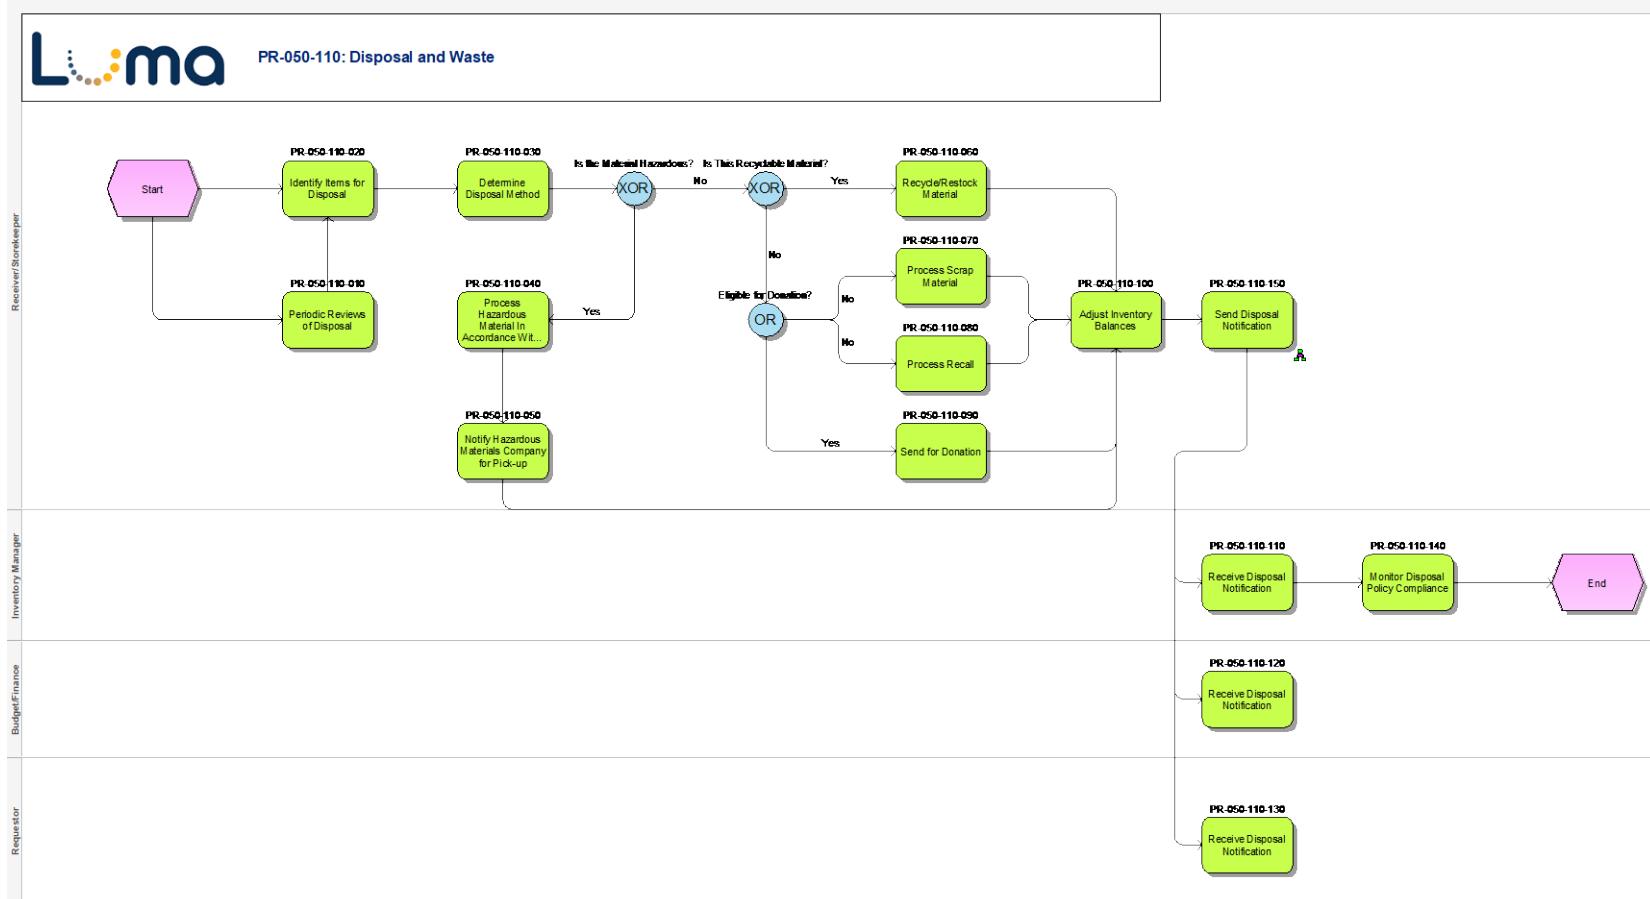 Luma
PR-050-110: Disposal and Waste
Receiver/Storekeeper
Start
PR-050-110-020
Identify Items for
Disposal
PR-050-110-030
Determine
Disposal Method
Is the Material Hazardous?
XOR
No
Is This Recyclable Material?
XOR
Yes
PR-050-110-060
Recycle/Restock
Material
PR-050-110-010
Periodic Reviews
of Disposal
PR-050-110-040
Process
Hazardous
Material In
Accordance Wit...
Yes
No
Eligible for Donation?
OR
No
No
PR-050-110-070
Process Scrap
Material
PR-050-110-080
Process Recall
PR-050-110-100
Adjust Inventory
Balances
PR-050-110-150
Send Disposal
Notification
PR-050-110-050
Notify Hazardous
Materials Company
for Pick-up
Yes
PR-050-110-090
Send for Donation
Inventory Manager
PR-050-110-110
Receive Disposal
Notification
PR-050-110-140
Monitor Disposal
Policy Compliance
End
Budget/Finance
PR-050-110-120
Receive Disposal
Notification
Requestor
PR-050-110-130
Receive Disposal
Notification